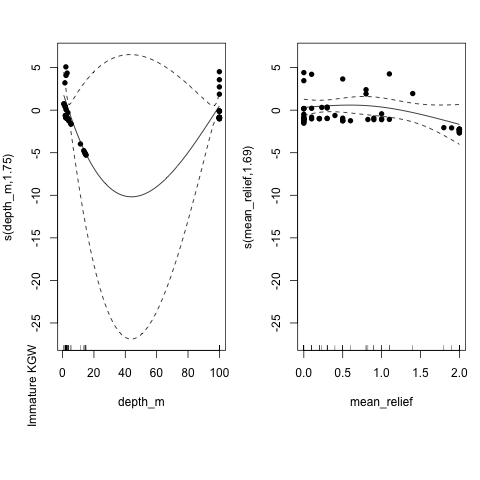 s(depth_m,1.75)
5
0
-5
-10
-15
-20
-25
0 20 40 60 80 100
depth_m
Immature KGW
s(mean_relief,1.69)
5
0
-5
-10
-15
-20
-25
0.0 0.5 1.0 1.5 2.0
mean_relief